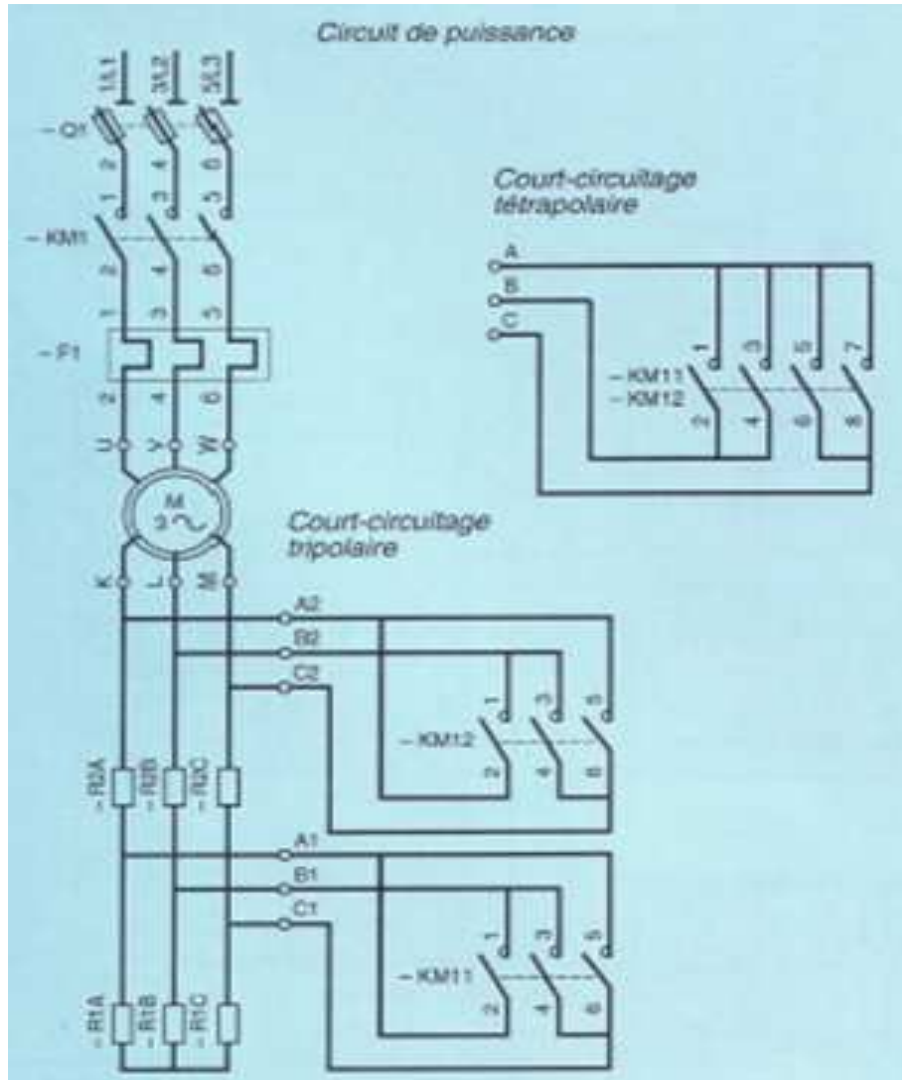 Circuit de puissance
1/L1 3/L2 5/L3
– Q1
2 4 6
1 3 5
– KM1
2 4 6
1 3 5
– F1
2 4 6
U V W
M
3
K L M
Court-circuitage
tétrapolaire
A
B
C
1 3 5 7
– KM11
– KM12
2 4 6 8
Court-circuitage
tripolaire
A2
B2
C2
1 3 5
– KM12
2 4 6
– R2A – R2B – R2C
A1
B1
C1
1 3 5
– KM11
2 4 6
– R1A – R1B – R1C